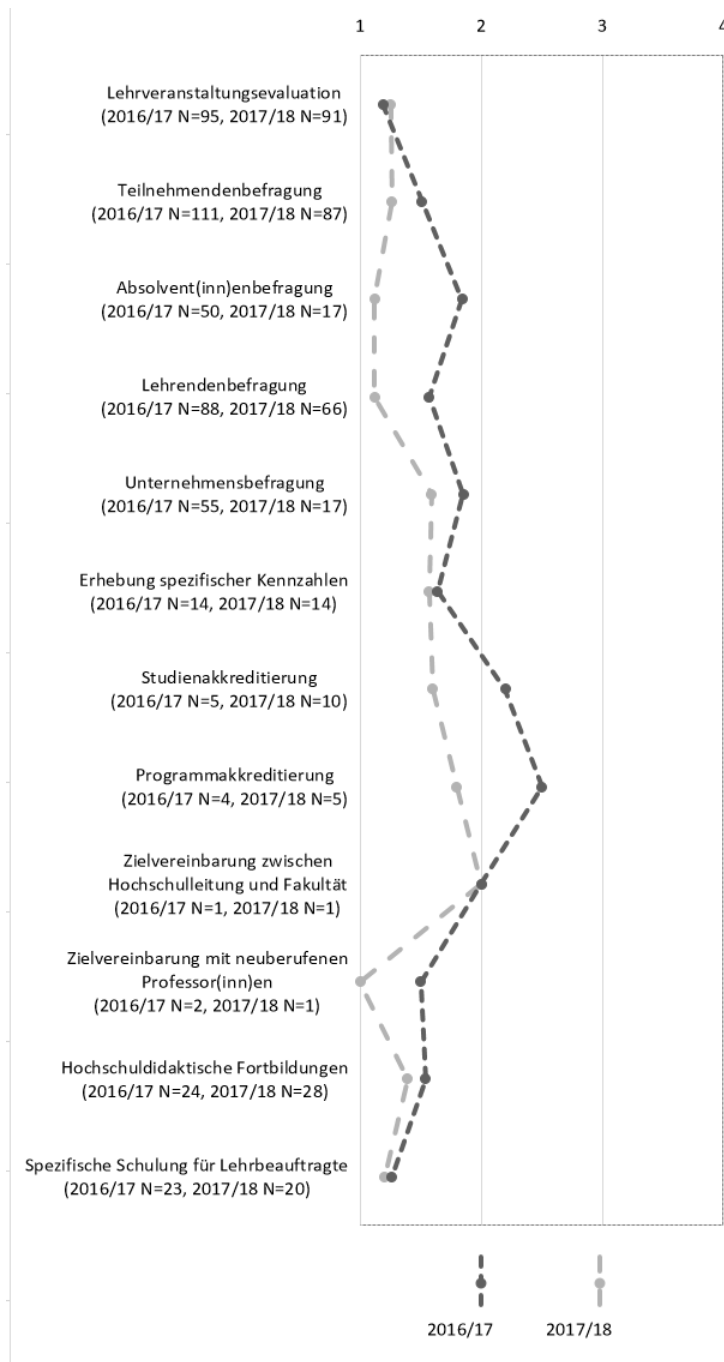 1 2 3 4
Lehrveranstaltungsevaluation
(2016/17 N=95, 2017/18 N=91)
Teilnehmendenbefragung
(2016/17 N=111, 2017/18 N=87)
Absolvent(inn)enbefragung
(2016/17 N=50, 2017/18 N=17)
Lehrendenbefragung
(2016/17 N=88, 2017/18 N=66)
Unternehmensbefragung
(2016/17 N=55, 2017/18 N=17)
Erhebung spezifischer Kennzahlen
(2016/17 N=14, 2017/18 N=14)
Studienakkreditierung
(2016/17 N=5, 2017/18 N=10)
Programmakkreditierung
(2016/17 N=4, 2017/18 N=5)
Zielvereinbarung zwischen
Hochschulleitung und Fakultät
(2016/17 N=1, 2017/18 N=1)
Zielvereinbarung mit neuberufenen
Professor(inn)en
(2016/17 N=2, 2017/18 N=1)
Hochschuldidaktische Fortbildungen
(2016/17 N=24, 2017/18 N=28)
Spezifische Schulung für Lehrbeauftragte
(2016/17 N=23, 2017/18 N=20)
2016/17 2017/18